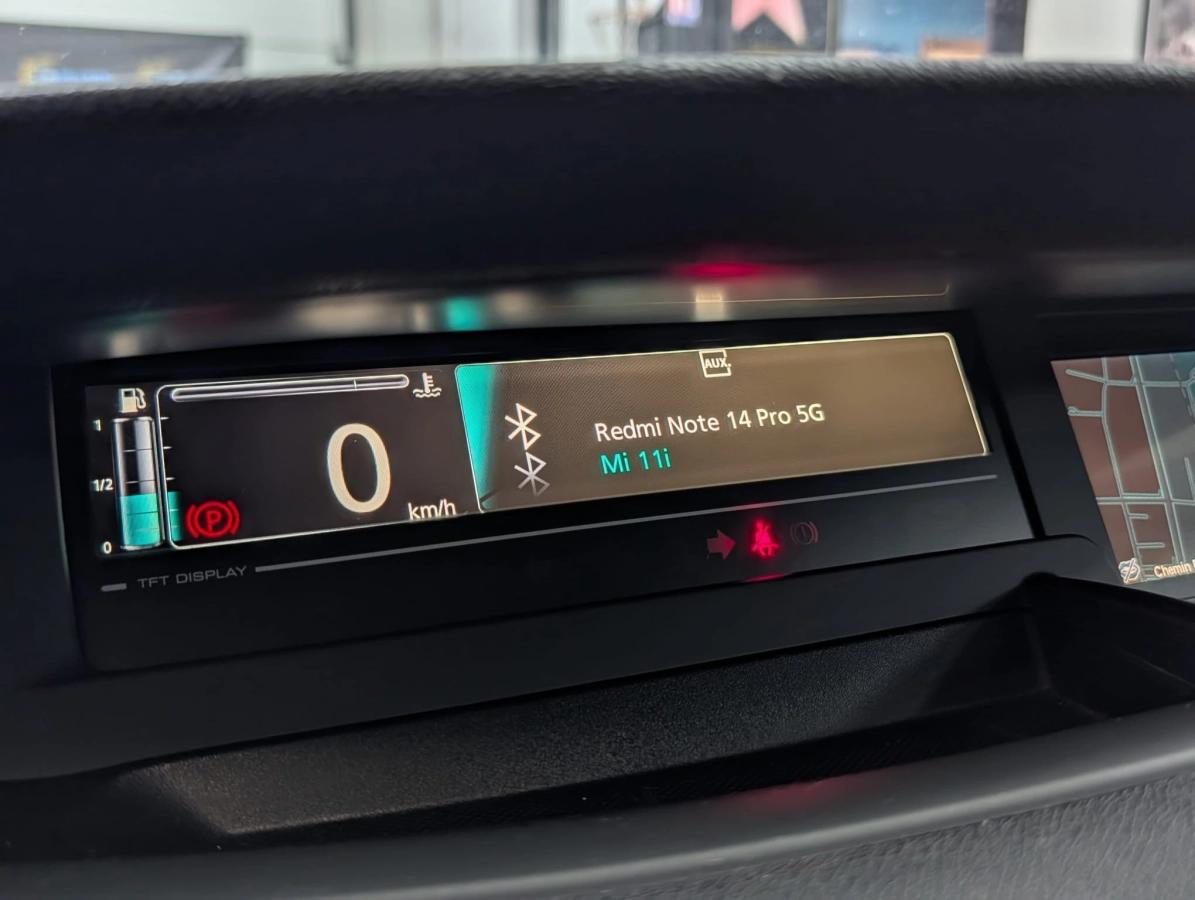 AUX
Redmi Note 14 Pro 5G
Mi 11i
1
1/2
0
P
0
km/h
TFT DISPLAY
Chemin